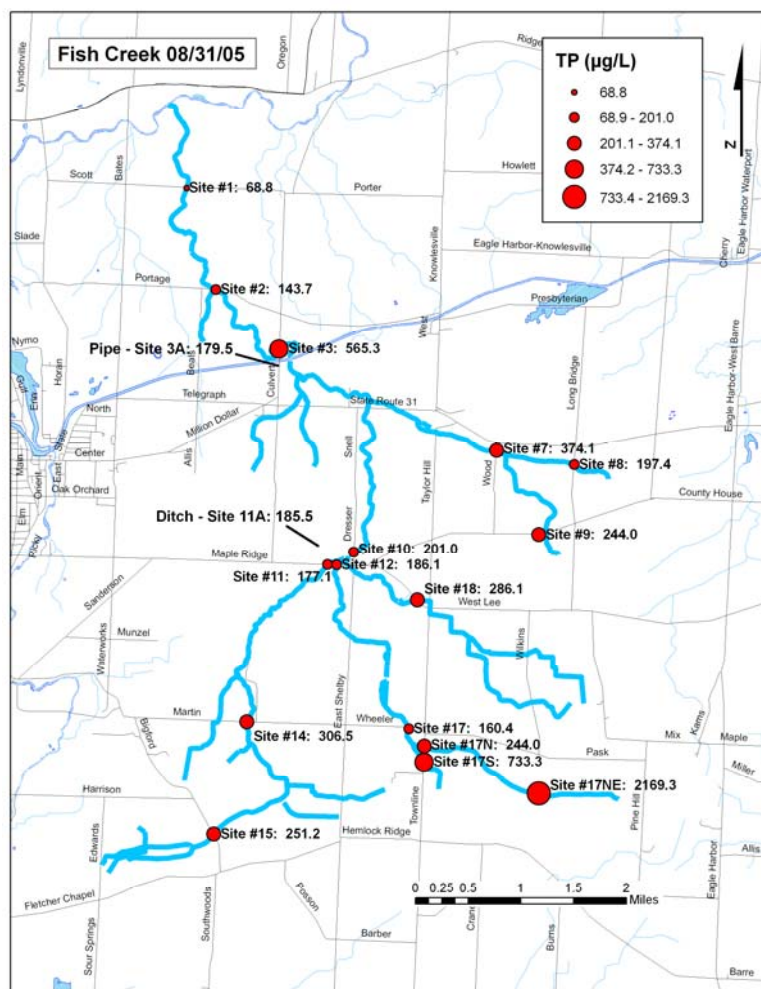 Fish Creek 08/31/05
Lyndonville
Oregon
Ridge
TP (µg/L)
68.8
68.9 - 201.0
201.1 - 374.1
374.2 - 733.3
733.4 - 2169.3
N
Bates
Scott
Site #1: 68.8
Porter
Howlett
Knowlesville
Eagle Harbor Waterport
Cherry
Slade
Eagle Harbor-Knowlesville
Portage
Site #2: 143.7
Presbyterian
Nymo
Pipe - Site 3A: 179.5
Site #3: 565.3
West
Horan
Gulf
Erin
Beals
Culvert
Long Bridge
Eagle Harbor-West Barre
Telegraph
State Route 31
North
Million Dollar
State
Center
Allis
Snell
Site #7: 374.1
Site #8: 197.4
Main
Orient
East
Oak Orchard
Taylor Hill
Wood
County House
Elm
Ricky
Ditch - Site 11A: 185.5
Dresser
Site #9: 244.0
Maple Ridge
Site #10: 201.0
Site #12: 186.1
Site #11: 177.1
Sanderson
Site #18: 286.1
West Lee
Munzel
Waterworks
Wilkins
East Shelby
Martin
Bigford
Wheeler
Site #17: 160.4
Kams
Mix
Maple
Site #14: 306.5
Site #17N: 244.0
Pask
Site #17S: 733.3
Miller
Harrison
Site #17NE: 2169.3
Townline
Pine Hill
Edwards
Site #15: 251.2
Hemlock Ridge
Allis
Fletcher Chapel
Southwoods
Posson
Eagle Harbor
0 0.25 0.5 1 1.5 2
Miles
Sour Springs
Crane
Burns
Barber
Barre